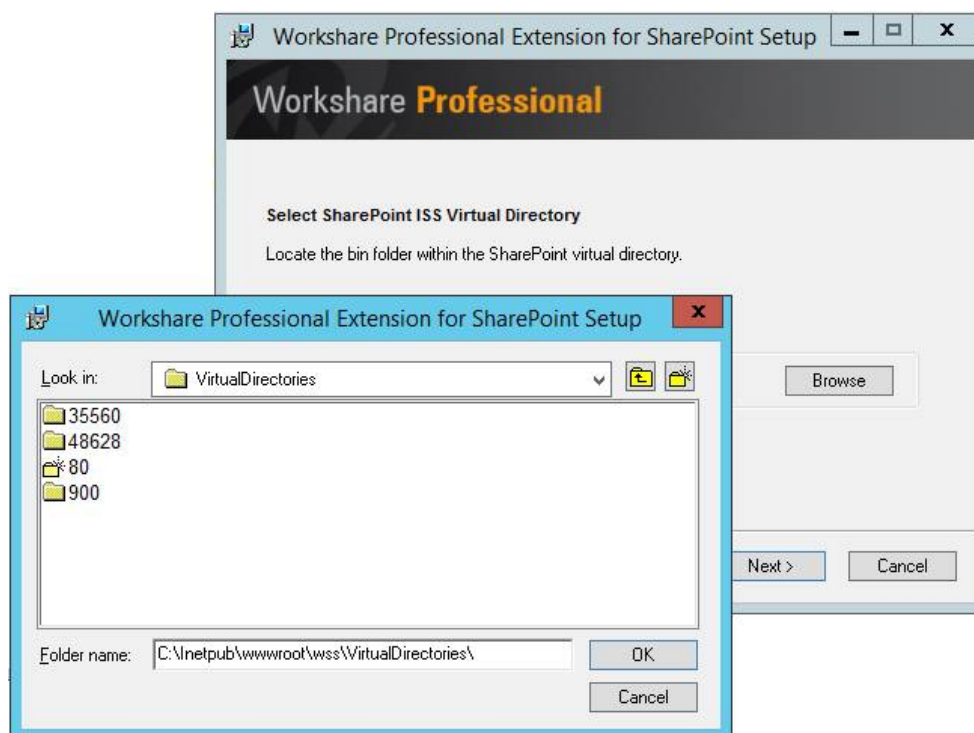 Workshare Professional Extension for SharePoint Setup
Workshare Professional
Select SharePoint ISS Virtual Directory
Locate the bin folder within the SharePoint virtual directory.
Browse
Next >
Cancel
Workshare Professional Extension for SharePoint Setup
Look in: VirtualDirectories
35560
48628
80
900
Folder name: C:\Inetpub\wwwroot\wss\VirtualDirectories\
OK
Cancel